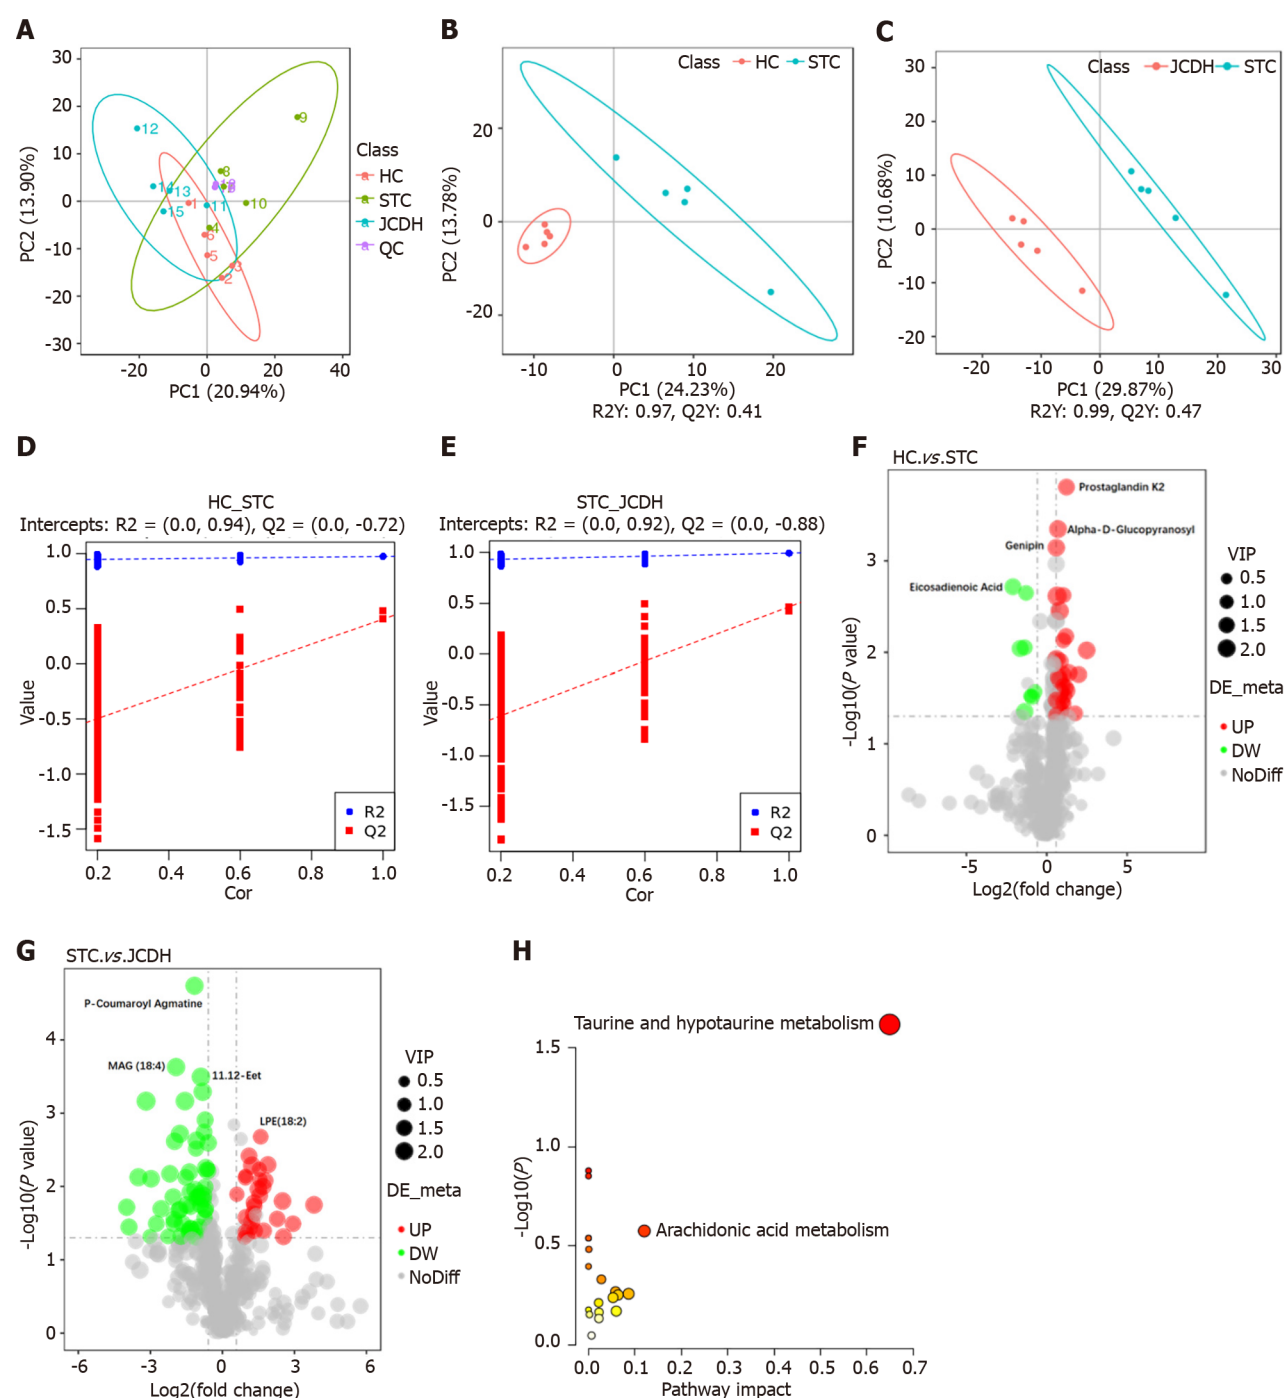 A
30
20
10
0
-10
-20
-30
-20
0
20
40
PC2 (13.90%)
PC1 (20.94%)
12
9
8
14
13
1
11
10
15
4
6
5
3
2
Class
a HC
a STC
a JCDH
a QC
B
Class HC STC
20
0
-20
-10
0
10
20
PC2 (13.78%)
PC1 (24.23%)
R2Y: 0.97, Q2Y: 0.41
C
Class JCDH STC
30
20
10
0
-10
-20
-20
-10
0
10
20
30
PC2 (10.68%)
PC1 (29.87%)
R2Y: 0.99, Q2Y: 0.47
D
HC_STC
Intercepts: R2 = (0.0, 0.94), Q2 = (0.0, -0.72)
1.0
0.5
0.0
-0.5
-1.0
-1.5
0.2
0.4
0.6
0.8
1.0
Value
Cor
R2
Q2
E
STC_JCDH
Intercepts: R2 = (0.0, 0.92), Q2 = (0.0, -0.88)
1.0
0.5
0.0
-0.5
-1.0
-1.5
0.2
0.4
0.6
0.8
1.0
Value
Cor
R2
Q2
F
HC.vs.STC
Prostaglandin K2
Alpha-D-Glucopyranosyl
Genipin
Eicosadienoic Acid
3
2
1
0
-5
0
5
-Log10(P value)
Log2(fold change)
VIP
0.5
1.0
1.5
2.0
DE_meta
UP
DW
NoDiff
G
STC.vs.JCDH
P-Coumaroyl Agmatine
MAG (18:4)
11.12-Eet
LPE(18:2)
4
3
2
1
0
-6
-3
0
3
6
-Log10(P value)
Log2(fold change)
VIP
0.5
1.0
1.5
2.0
DE_meta
UP
DW
NoDiff
H
Taurine and hypotaurine metabolism
Arachidonic acid metabolism
1.5
1.0
0.5
0.0
0.0
0.1
0.2
0.3
0.4
0.5
0.6
0.7
-Log10(P)
Pathway impact